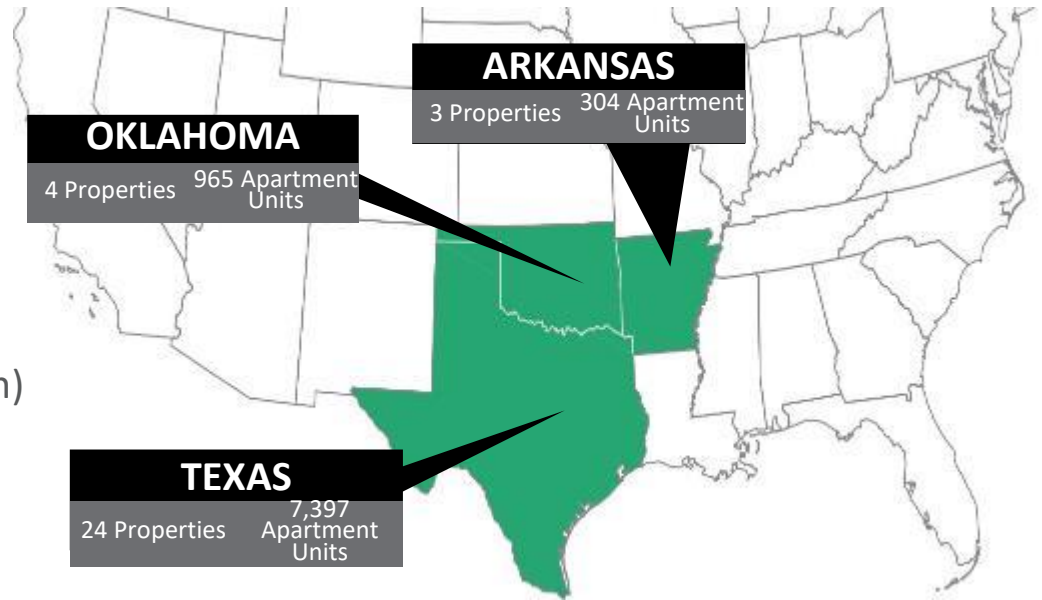 ARKANSAS
3 Properties
304 Apartment
Units
OKLAHOMA
4 Properties
965 Apartment
Units
n)
TEXAS
24 Properties
7,397
Apartment
Units